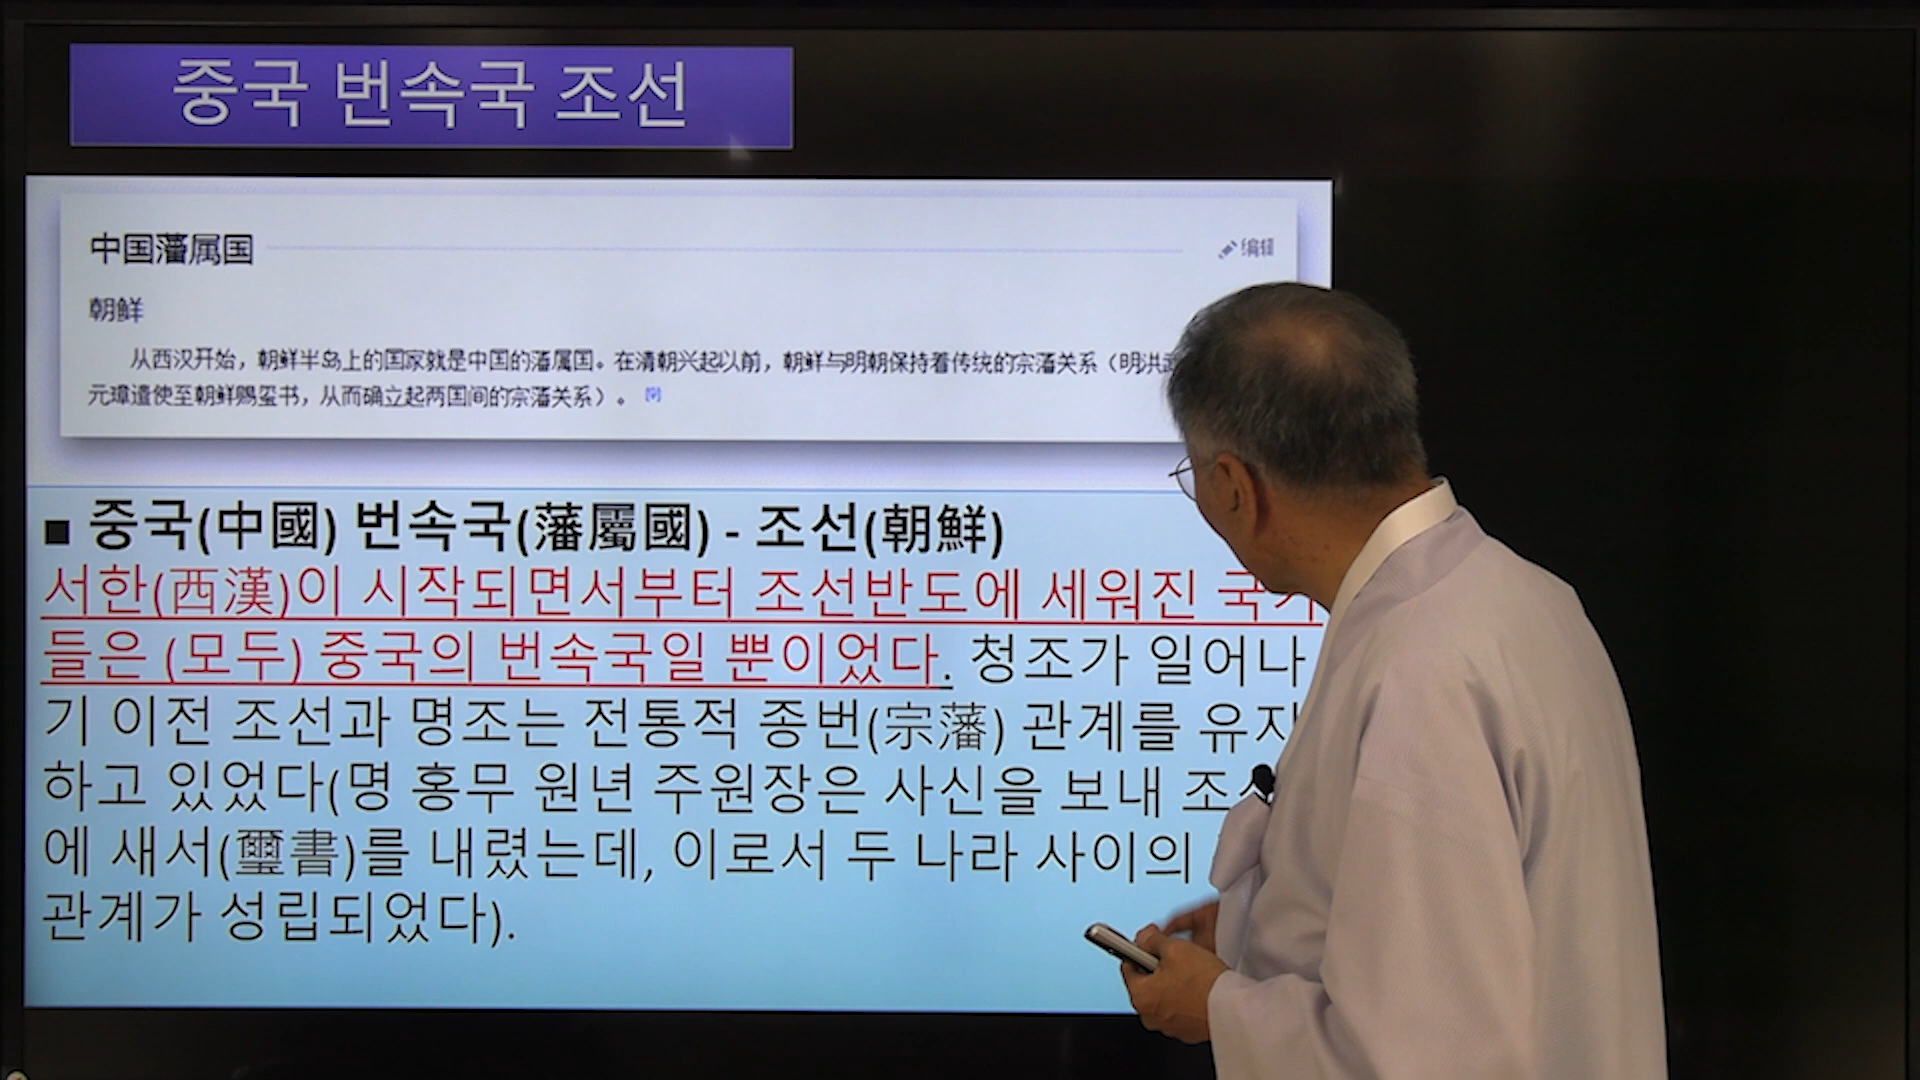 중국 번속국 조선
中国藩属国
编辑
朝鲜
从西汉开始，朝鲜半岛上的国家就是中国的藩属国。在清朝兴起以前，朝鲜与明朝保持着传统的宗藩关系（明洪武
元璋遣使至朝鲜赐玺书，从而确立起两国间的宗藩关系）。
■ 중국(中國) 번속국(藩屬國) - 조선(朝鮮)
서한(西漢)이 시작되면서부터 조선반도에 세워진 국가
들은 (모두) 중국의 번속국일 뿐이었다. 청조가 일어나
기 이전 조선과 명조는 전통적 종번(宗藩) 관계를 유지
하고 있었다(명 홍무 원년 주원장은 사신을 보내 조선
에 새서(璽書)를 내렸는데, 이로서 두 나라 사이의
관계가 성립되었다).